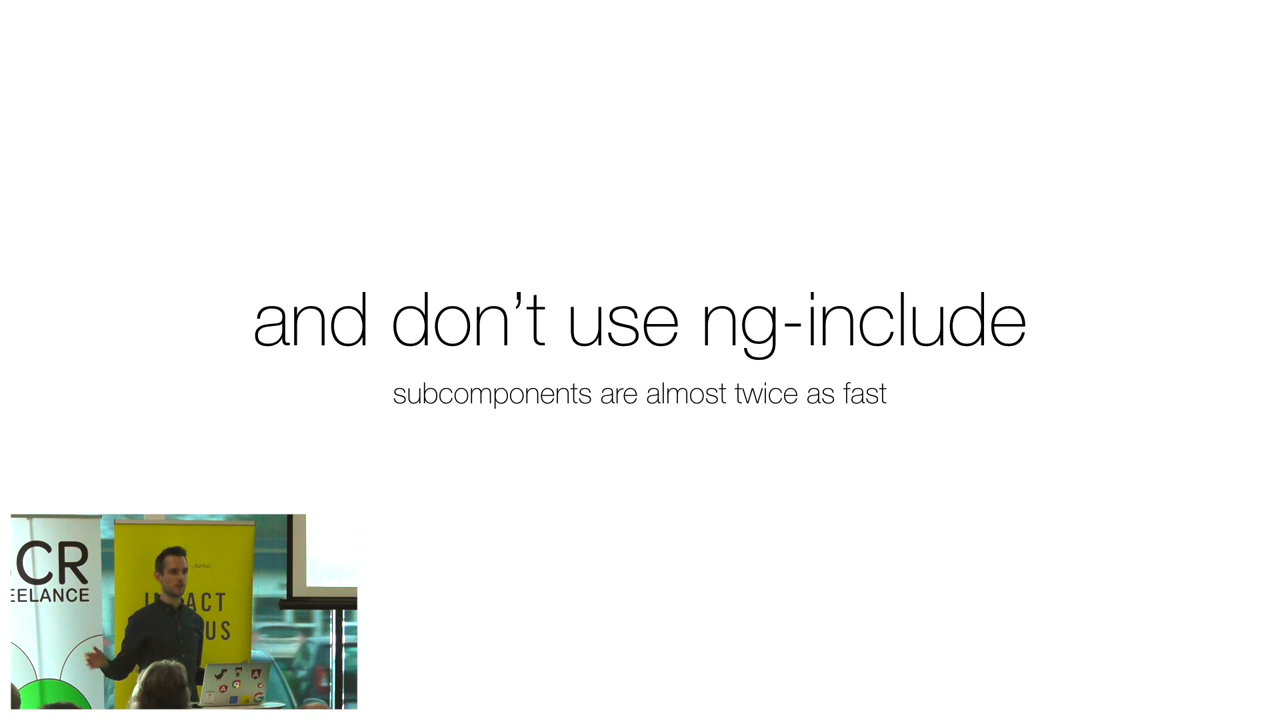 and don't use ng-include
subcomponents are almost twice as fast
CR
EELANCE